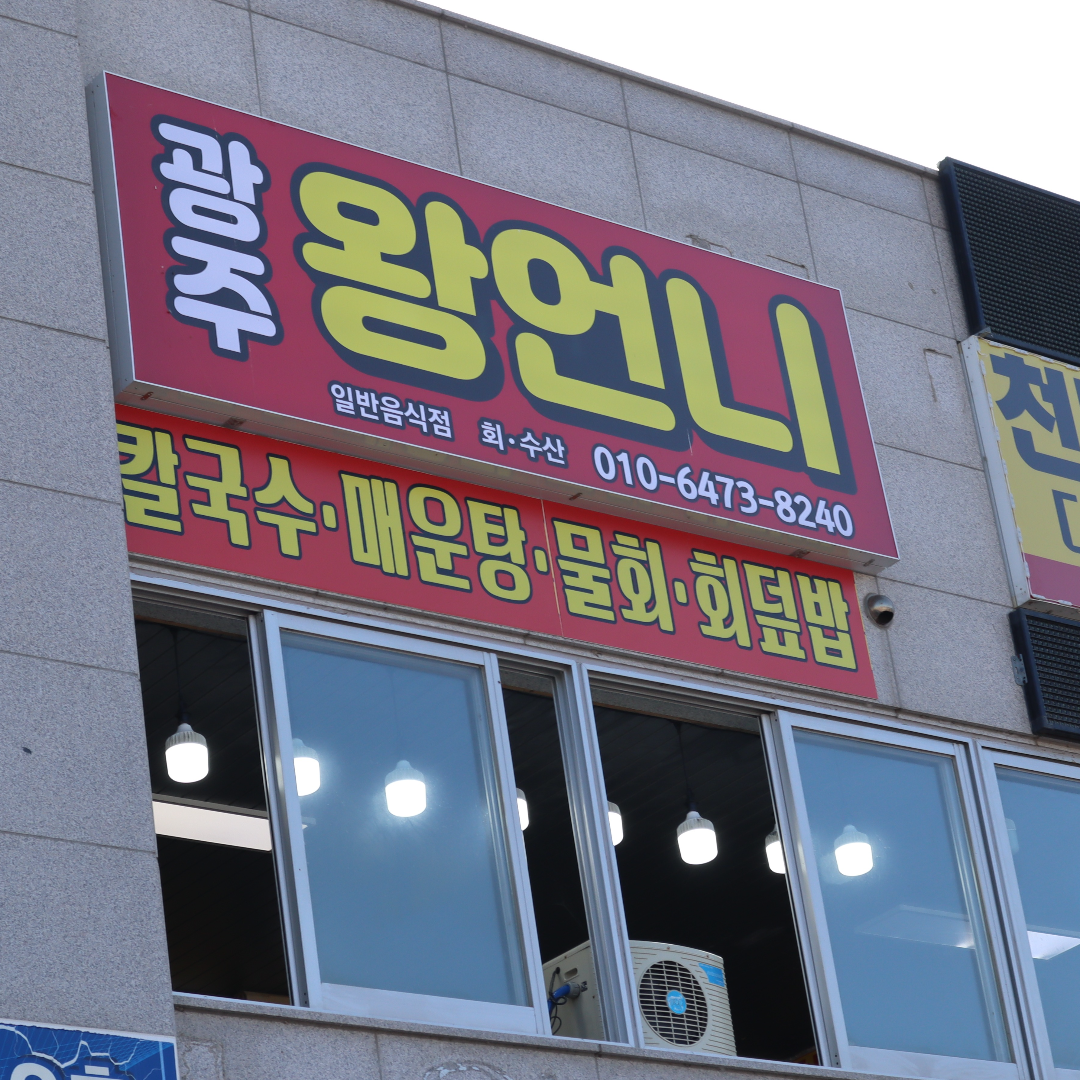 광주
왕언니
일반음식점 회·수산 010-6473-8240
칼국수·매운탕·물회·회덮밥